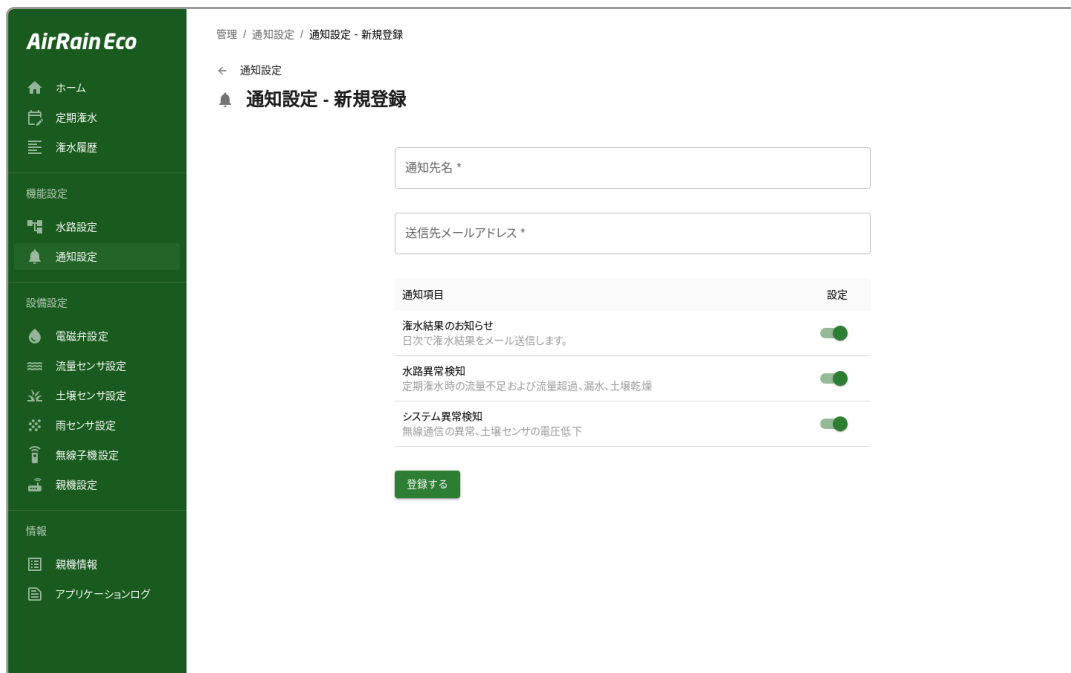 AirRain Eco
ホーム
定期潅水
潅水履歴
機能設定
水路設定
通知設定
設備設定
電磁弁設定
流量センサ設定
土壌センサ設定
雨センサ設定
無線子機設定
親機設定
情報
親機情報
アプリケーションログ
管理 / 通知設定 / 通知設定 - 新規登録
← 通知設定
通知設定 - 新規登録
通知先名 *
送信先メールアドレス *
通知項目 設定
潅水結果のお知らせ
日次で潅水結果をメール送信します。
水路異常検知
定期潅水時の流量不足および流量超過、漏水、土壌乾燥
システム異常検知
無線通信の異常、土壌センサの電圧低下
登録する